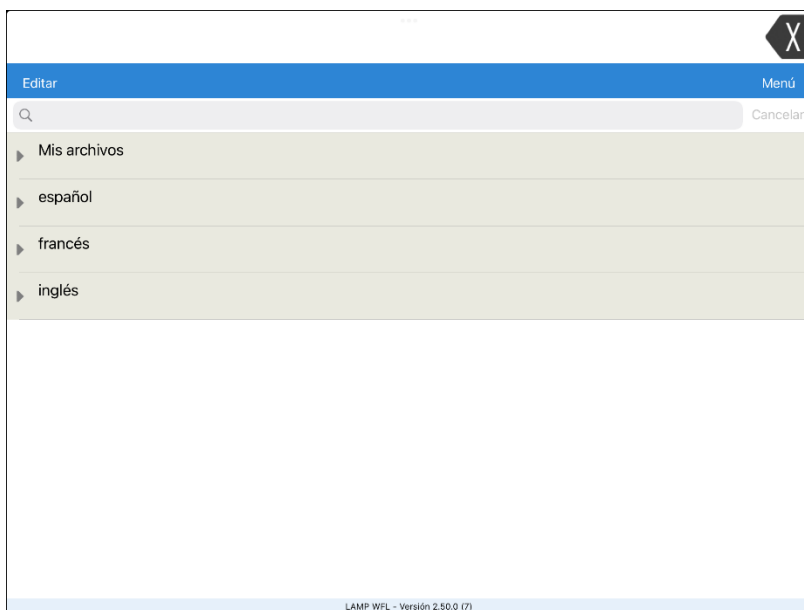 Editar
Menú
Cancelar
Mis archivos
español
francés
inglés
LAMP WFL - Versión 2.50.0 (7)